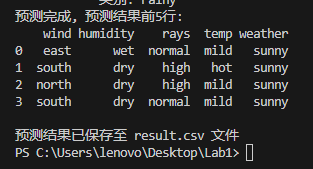 类别: rainy
预测完成, 预测结果前5行:
wind humidity rays temp weather
0 east wet normal mild sunny
1 south dry high hot sunny
2 north dry high mild sunny
3 south dry normal mild sunny
预测结果已保存至 result.csv 文件
PS C:\Users\lenovo\Desktop\Lab1>